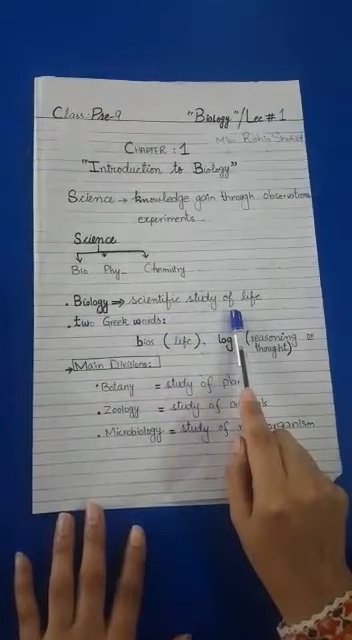 Class: Pre-9 "Biology"/Lec # 1
Miss Rabia Shahid
CHAPTER: 1
"Introduction to Biology"
Science → knowledge gain through observations
experiments
Science
Bio Phy_ Chemistry
. Biology ⇒ scientific study of life
. two Greek words:
bios ( life ). log (reasoning or
thought)
→ Main Divisions:
• Botany = study of
• Zoology = study of
• Microbiology = study of